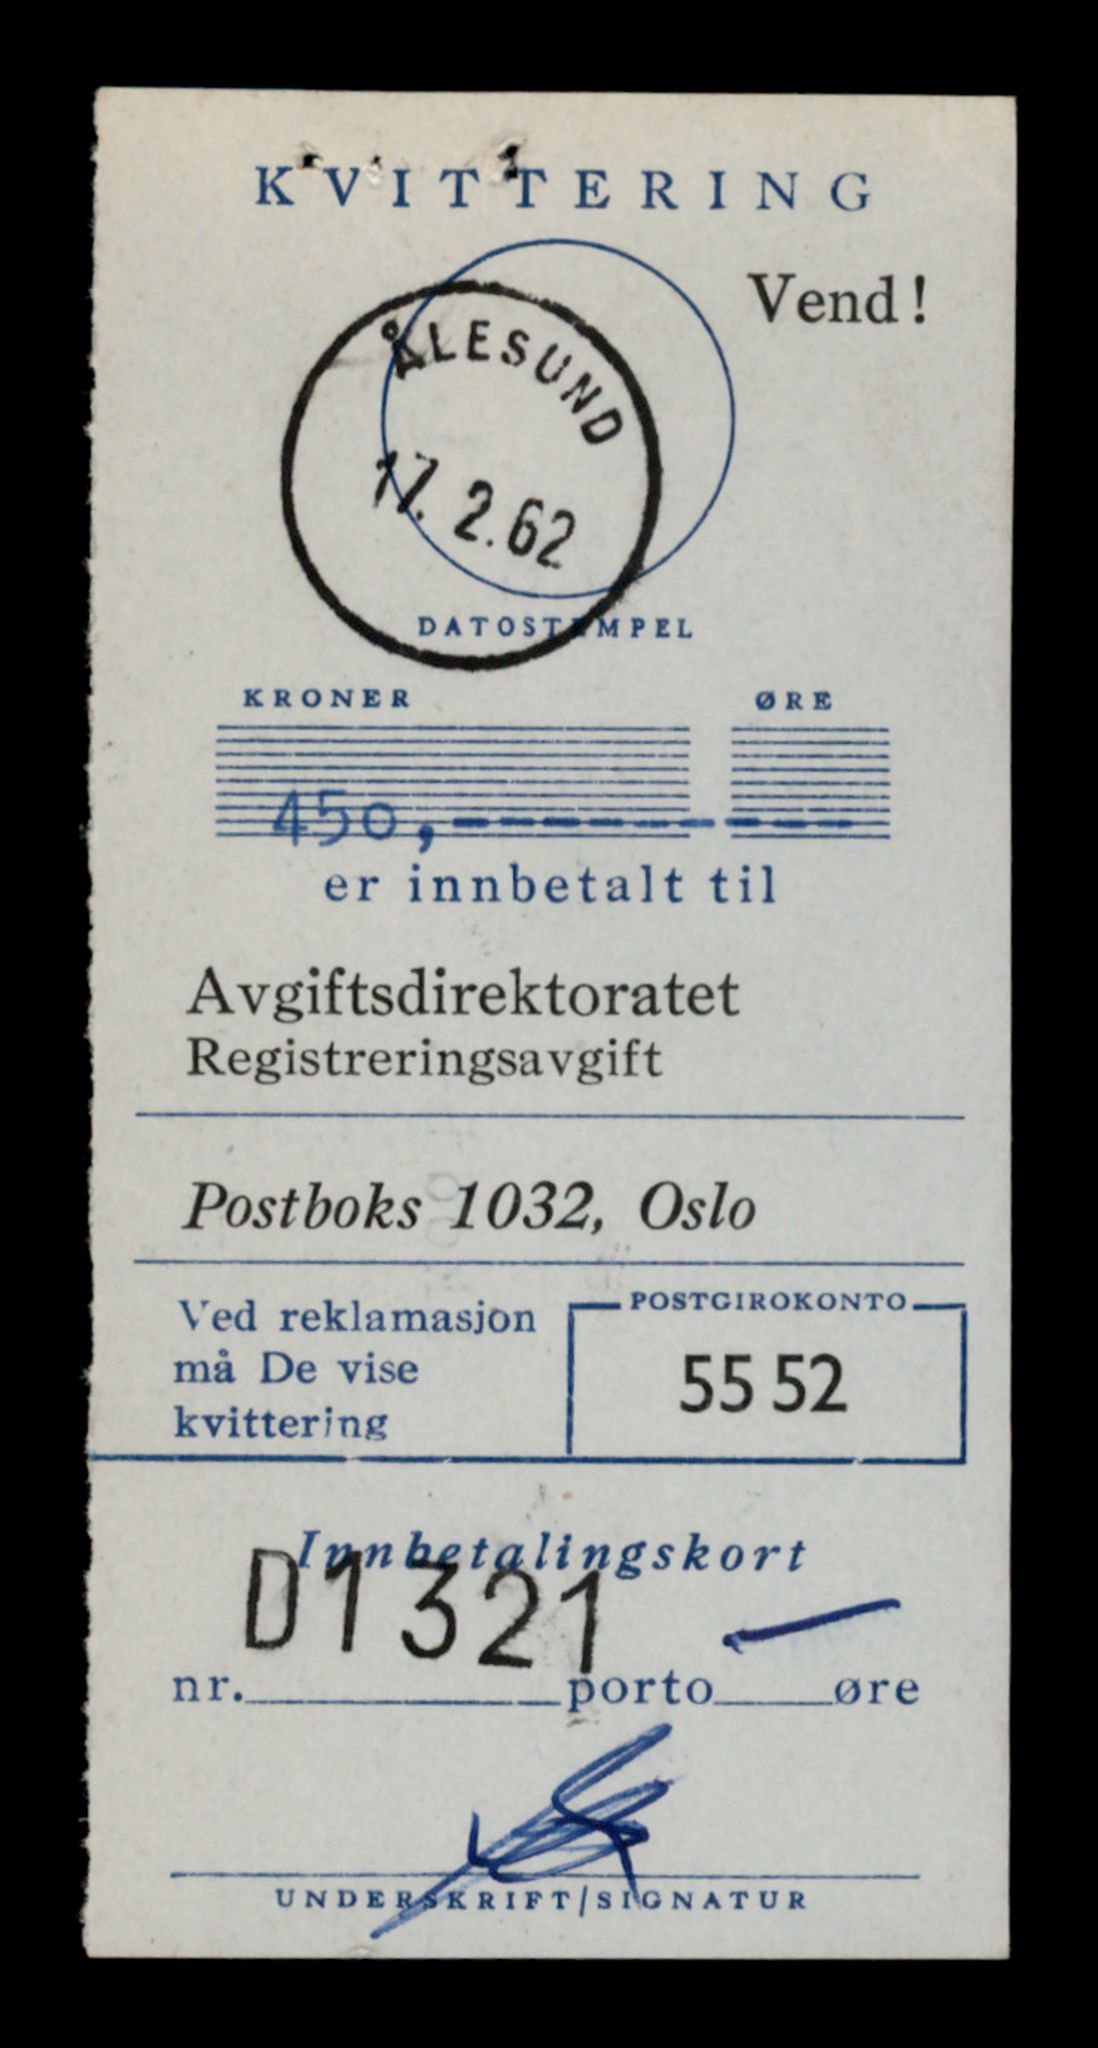 KVITTERING
Vend!
ÅLESUND
17.2.62
DATOSTEMPEL
KRONER ØRE
450,----------
er innbetalt til
Avgiftsdirektoratet
Registreringsavgift
Postboks 1032, Oslo
Ved reklamasjon
må De vise
kvittering
POSTGIROKONTO
55 52
Innbetalingskort
D1321
nr. porto øre
UNDERSKRIFT/SIGNATUR